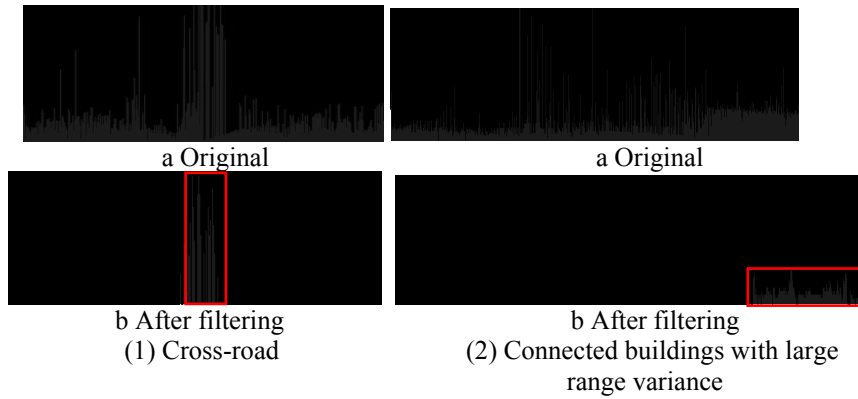 a Original
a Original
b After filtering
(1) Cross-road
b After filtering
(2) Connected buildings with large
range variance